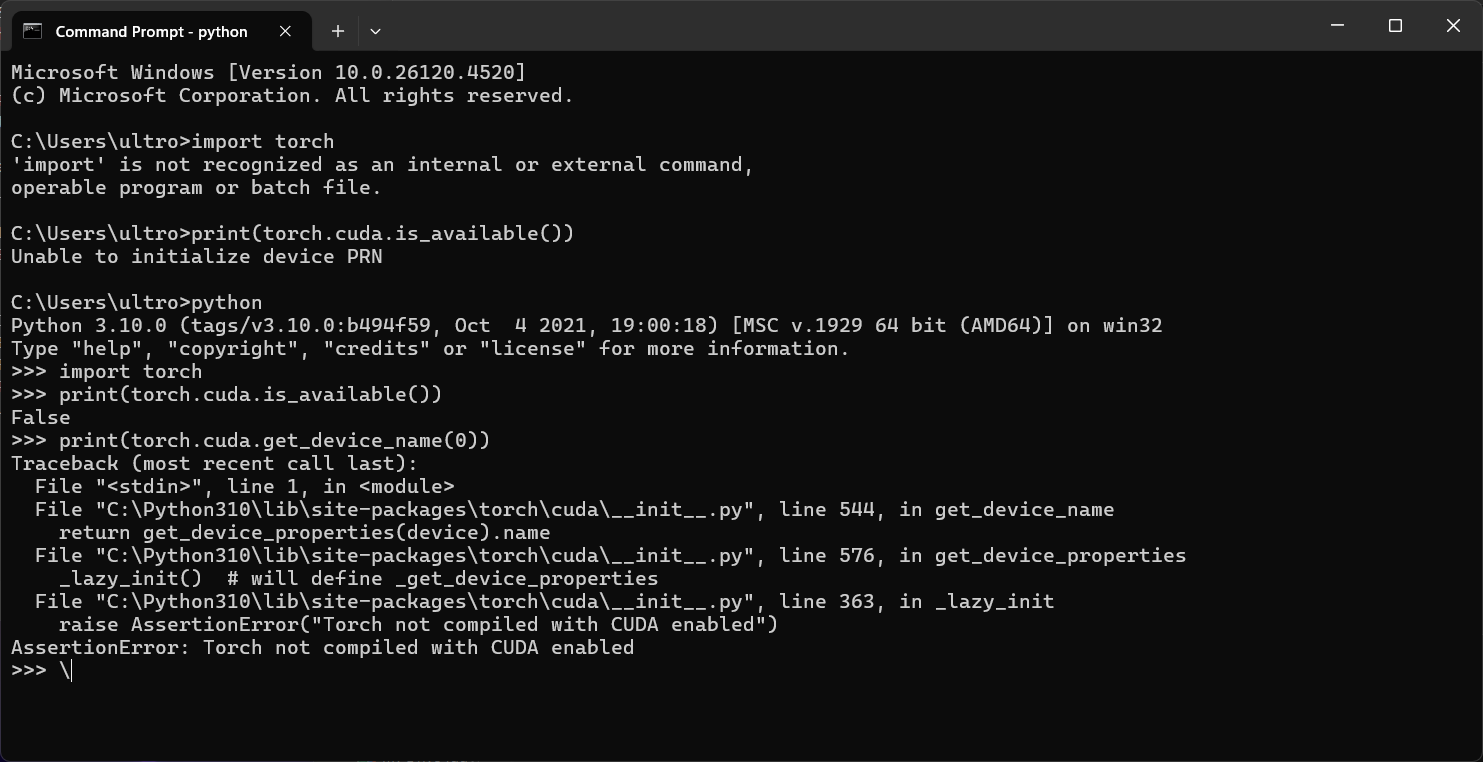 Command Prompt - python
Microsoft Windows [Version 10.0.26120.4520]
(c) Microsoft Corporation. All rights reserved.
C:\Users\ultro>import torch
'import' is not recognized as an internal or external command,
operable program or batch file.
C:\Users\ultro>print(torch.cuda.is_available())
Unable to initialize device PRN
C:\Users\ultro>python
Python 3.10.0 (tags/v3.10.0:b494f59, Oct  4 2021, 19:00:18) [MSC v.1929 64 bit (AMD64)] on win32
Type "help", "copyright", "credits" or "license" for more information.
>>> import torch
>>> print(torch.cuda.is_available())
False
>>> print(torch.cuda.get_device_name(0))
Traceback (most recent call last):
  File "<stdin>", line 1, in <module>
  File "C:\Python310\lib\site-packages\torch\cuda\__init__.py", line 544, in get_device_name
    return get_device_properties(device).name
  File "C:\Python310\lib\site-packages\torch\cuda\__init__.py", line 576, in get_device_properties
    _lazy_init()  # will define _get_device_properties
  File "C:\Python310\lib\site-packages\torch\cuda\__init__.py", line 363, in _lazy_init
    raise AssertionError("Torch not compiled with CUDA enabled")
AssertionError: Torch not compiled with CUDA enabled
>>> \